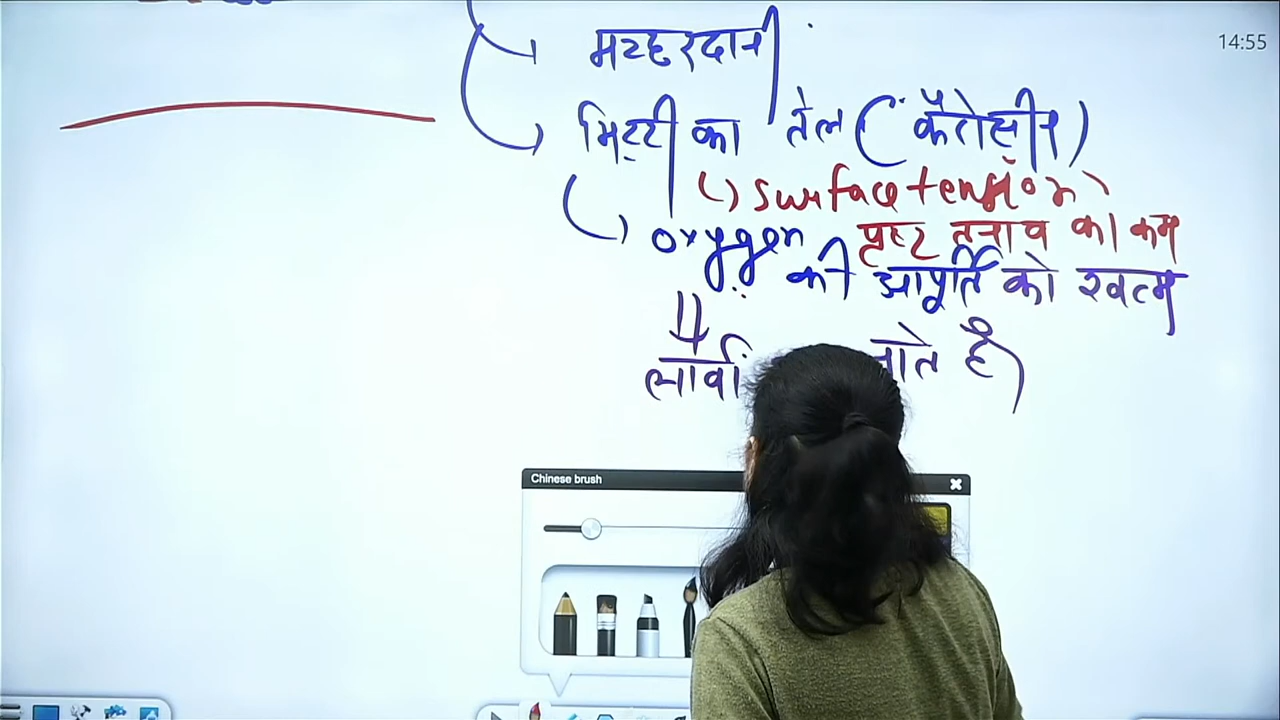 14:55
मच्छरदानी
मिट्टी का तेल (कैरोसीन)
↳ surface tension
पृष्ट तनाव का कम
oxygen की आपूर्ति को खत्म
लार्वा जाते है
Chinese brush